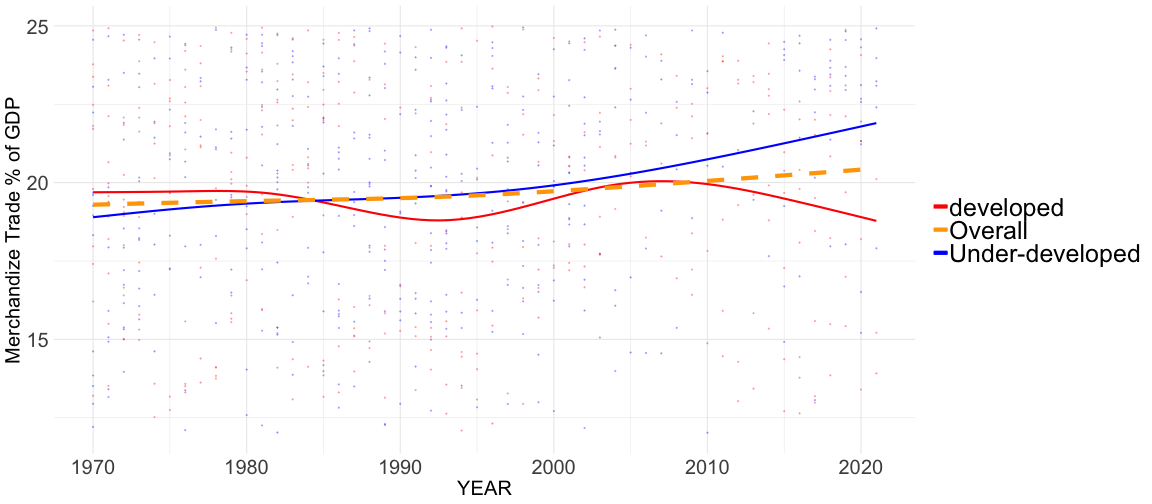 25
20
15
Merchandize Trade % of GDP
1970 1980 1990 2000 2010 2020
YEAR
developed
Overall
Under-developed